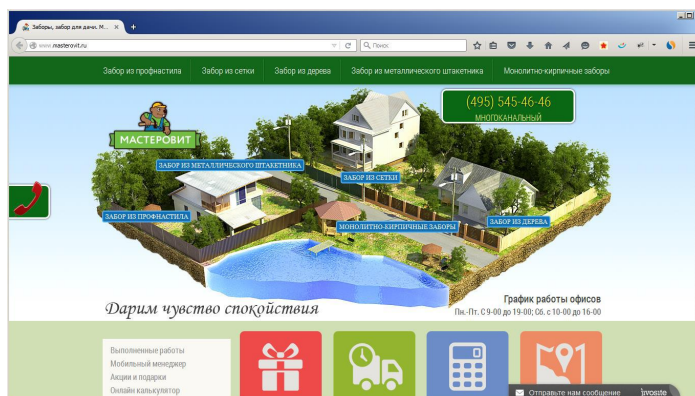 Заборы, забор для дачи. М...
www.masterovit.ru
Поиск
Забор из профнастила Забор из сетки Забор из дерева Забор из металлического штакетника Монолитно-кирпичные заборы
(495) 545-46-46
МНОГОКАНАЛЬНЫЙ
МАСТЕРОВИТ
ЗАБОР ИЗ МЕТАЛЛИЧЕСКОГО ШТАКЕТНИКА
ЗАБОР ИЗ СЕТКИ
ЗАБОР ИЗ ПРОФНАСТИЛА
МОНОЛИТНО-КИРПИЧНЫЕ ЗАБОРЫ
ЗАБОР ИЗ ДЕРЕВА
Дарим чувство спокойствия
График работы офисов
Пн.-Пт. С 9-00 до 19-00; Сб. с 10-00 до 16-00
Выполненные работы
Мобильный менеджер
Акции и подарки
Онлайн калькулятор
Отправьте нам сообщение jivosite